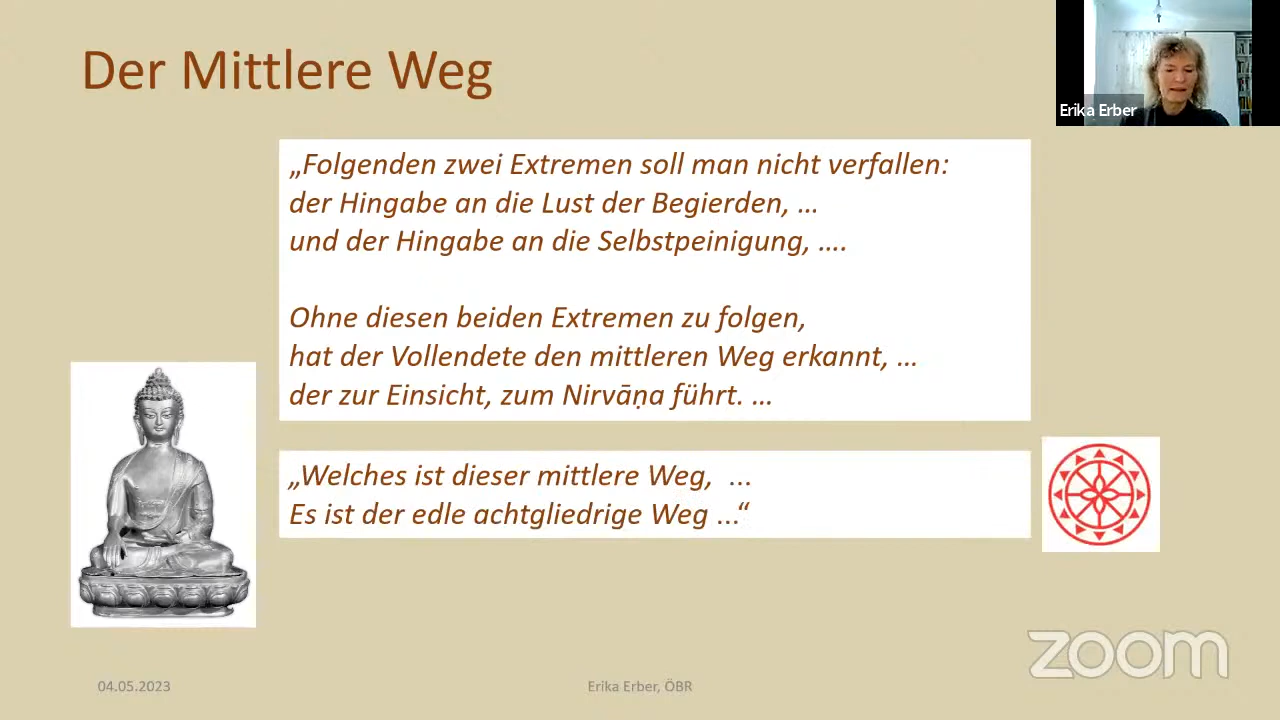 Der Mittlere Weg
Erika Erber
„Folgenden zwei Extremen soll man nicht verfallen:
der Hingabe an die Lust der Begierden, ...
und der Hingabe an die Selbstpeinigung, ....
Ohne diesen beiden Extremen zu folgen,
hat der Vollendete den mittleren Weg erkannt, ...
der zur Einsicht, zum Nirvāṇa führt. ...
„Welches ist dieser mittlere Weg,  ...
Es ist der edle achtgliedrige Weg ...“
zoom
04.05.2023
Erika Erber, ÖBR